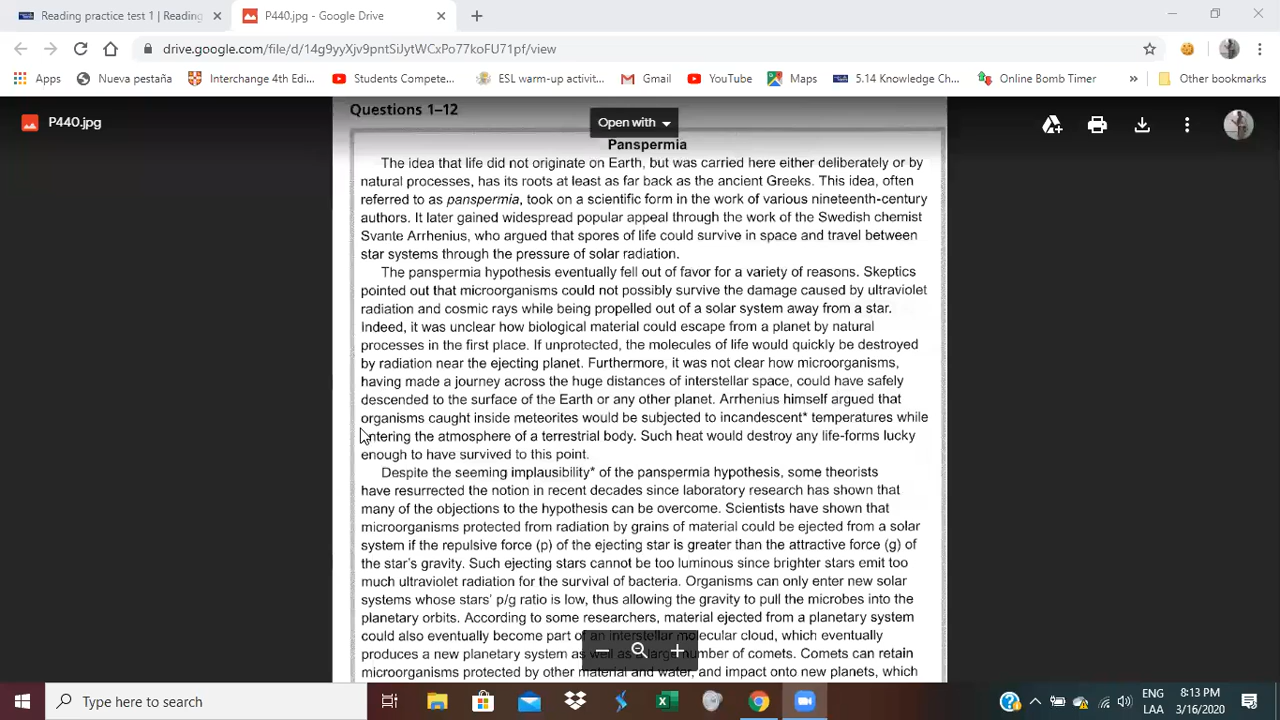 Reading practice test 1 | Reading
P440.jpg - Google Drive
drive.google.com/file/d/14g9yyXjv9pntSiJytWCxPo77koFU71pf/view
Apps
Nueva pestaña
Interchange 4th Edi...
Students Compete...
ESL warm-up activit...
Gmail
YouTube
Maps
5.14 Knowledge Ch...
Online Bomb Timer
»
Other bookmarks
P440.jpg
Open with
Questions 1–12
Panspermia
The idea that life did not originate on Earth, but was carried here either deliberately or by
natural processes, has its roots at least as far back as the ancient Greeks. This idea, often
referred to as panspermia, took on a scientific form in the work of various nineteenth-century
authors. It later gained widespread popular appeal through the work of the Swedish chemist
Svante Arrhenius, who argued that spores of life could survive in space and travel between
star systems through the pressure of solar radiation.
The panspermia hypothesis eventually fell out of favor for a variety of reasons. Skeptics
pointed out that microorganisms could not possibly survive the damage caused by ultraviolet
radiation and cosmic rays while being propelled out of a solar system away from a star.
Indeed, it was unclear how biological material could escape from a planet by natural
processes in the first place. If unprotected, the molecules of life would quickly be destroyed
by radiation near the ejecting planet. Furthermore, it was not clear how microorganisms,
having made a journey across the huge distances of interstellar space, could have safely
descended to the surface of the Earth or any other planet. Arrhenius himself argued that
organisms caught inside meteorites would be subjected to incandescent* temperatures while
entering the atmosphere of a terrestrial body. Such heat would destroy any life-forms lucky
enough to have survived to this point.
Despite the seeming implausibility* of the panspermia hypothesis, some theorists
have resurrected the notion in recent decades since laboratory research has shown that
many of the objections to the hypothesis can be overcome. Scientists have shown that
microorganisms protected from radiation by grains of material could be ejected from a solar
system if the repulsive force (p) of the ejecting star is greater than the attractive force (g) of
the star's gravity. Such ejecting stars cannot be too luminous since brighter stars emit too
much ultraviolet radiation for the survival of bacteria. Organisms can only enter new solar
systems whose stars' p/g ratio is low, thus allowing the gravity to pull the microbes into the
planetary orbits. According to some researchers, material ejected from a planetary system
could also eventually become part of an interstellar molecular cloud, which eventually
produces a new planetary system as well as a large number of comets. Comets can retain
microorganisms protected by other material and water, and impact onto new planets, which
Type here to search
ENG
LAA
8:13 PM
3/16/2020